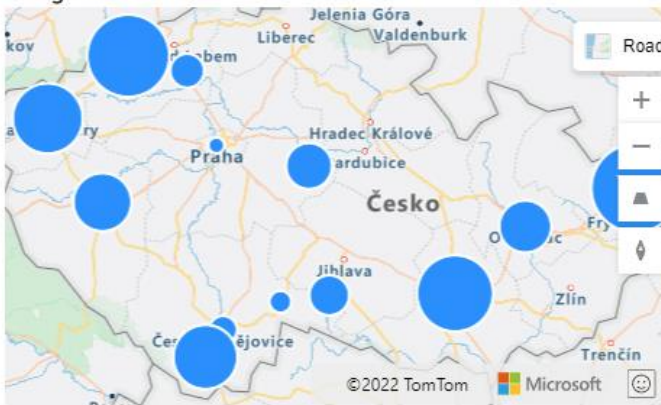 Jelenia Góra
Valdenburk
Liberec
kov
bem
Road
ry
Hradec Králové
Praha
ardubice
Česko
Fry
O
c
Jihlava
Zlín
Čes
ějovice
Trenčín
©2022 TomTom
Microsoft